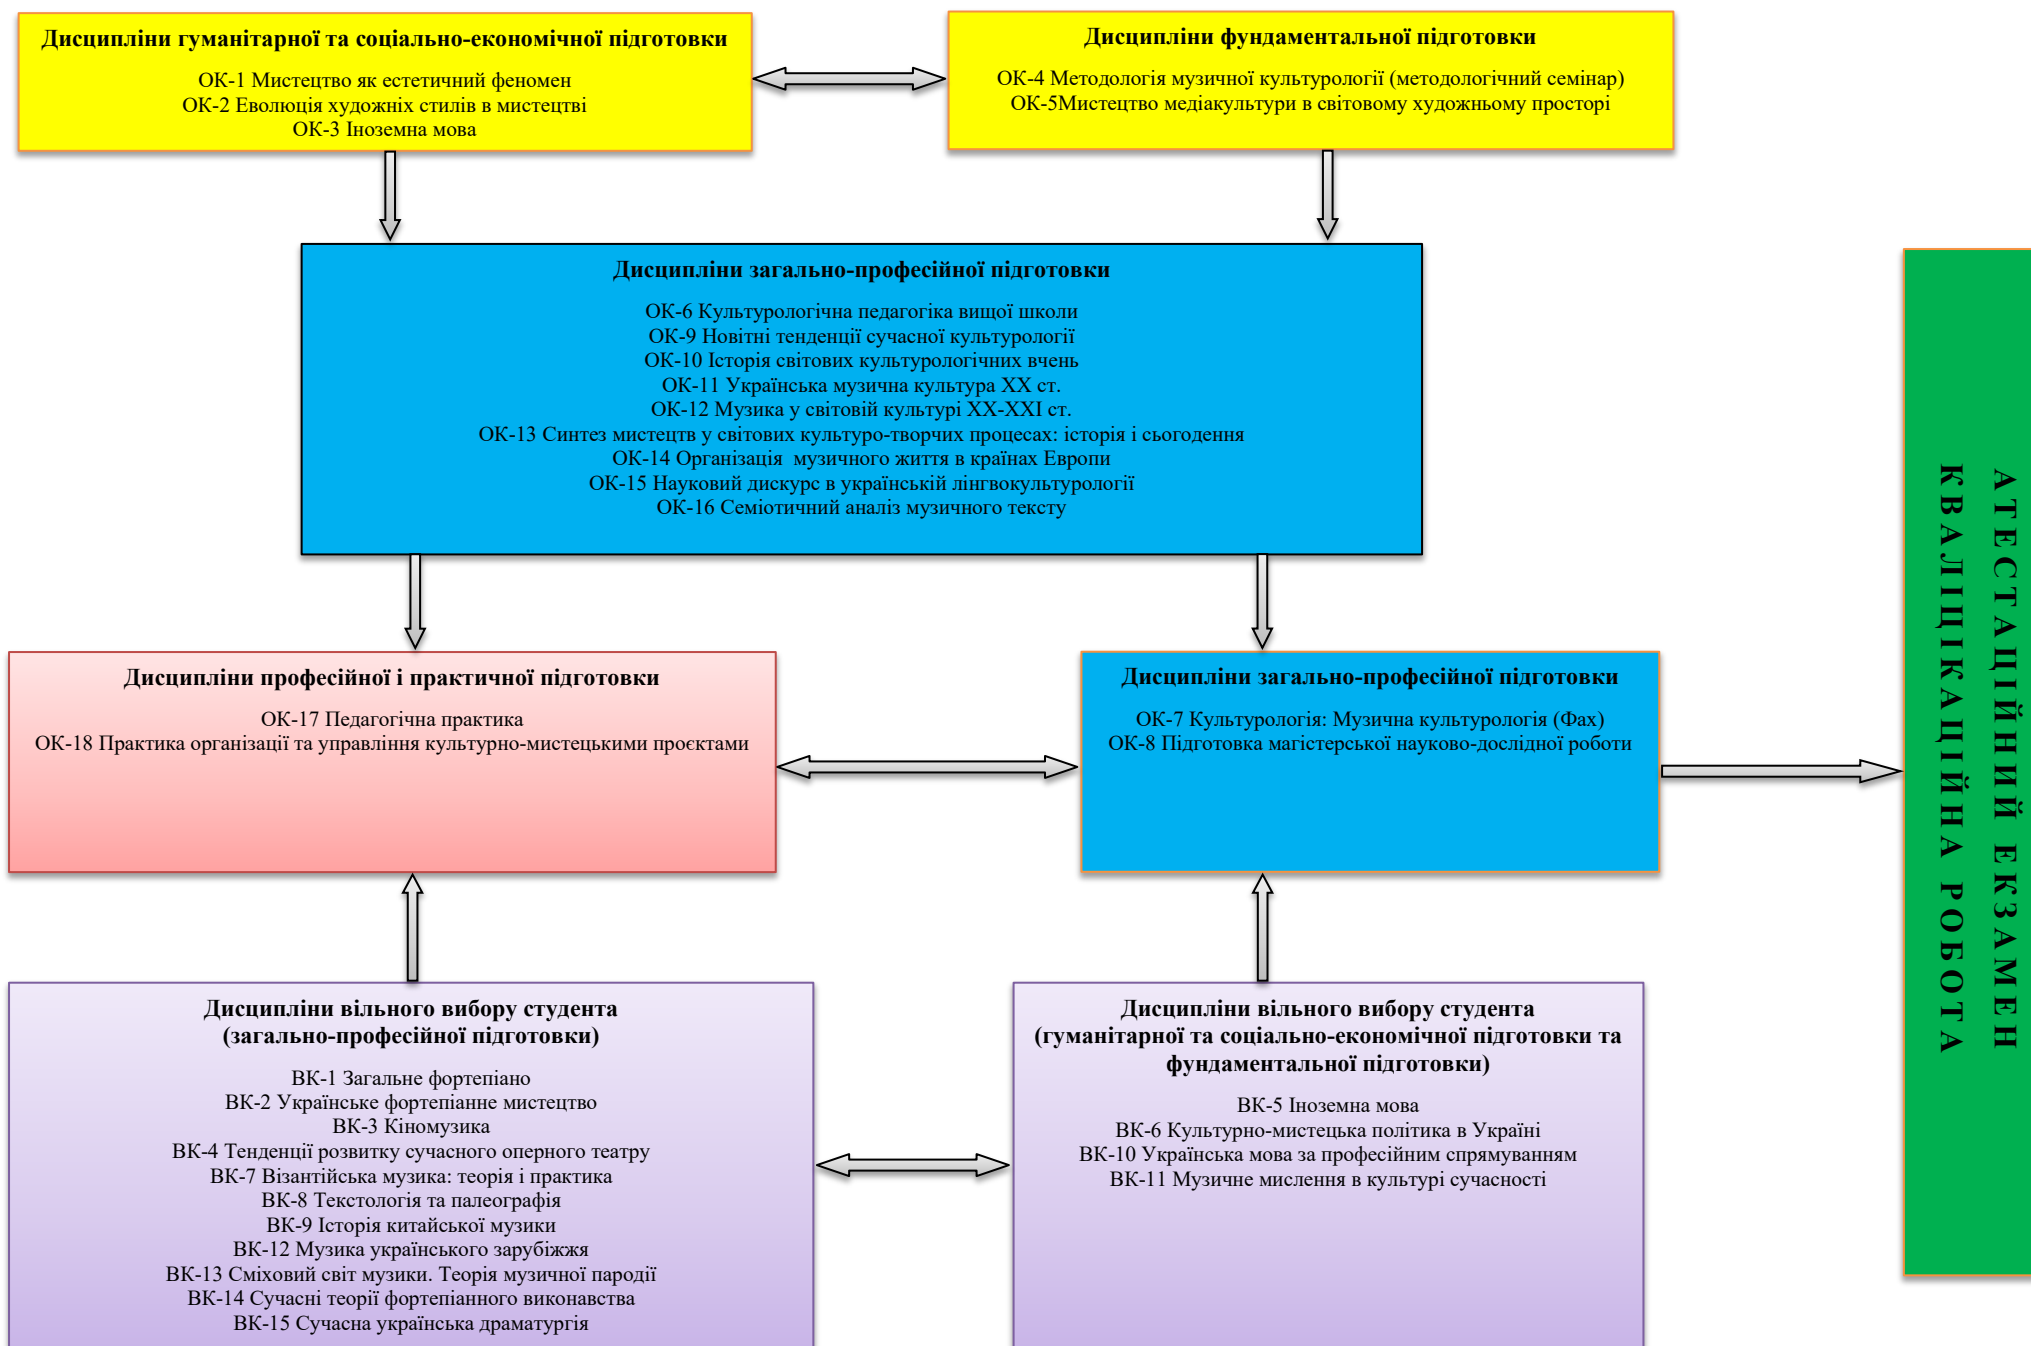 Дисципліни гуманітарної та соціально-економічної підготовки
ОК-1 Мистецтво як естетичний феномен
ОК-2 Еволюція художніх стилів в мистецтві
ОК-3 Іноземна мова
Дисципліни фундаментальної підготовки
ОК-4 Методологія музичної культурології (методологічний семінар)
ОК-5Мистецтво медіакультури в світовому художньому просторі
Дисципліни загально-професійної підготовки
ОК-6 Культурологічна педагогіка вищої школи
ОК-9 Новітні тенденції сучасної культурології
ОК-10 Історія світових культурологічних вчень
ОК-11 Українська музична культура ХХ ст.
ОК-12 Музика у світовій культурі ХХ-ХХІ ст.
ОК-13 Синтез мистецтв у світових культуро-творчих процесах: історія і сьогодення
ОК-14 Організація  музичного життя в країнах Европи
ОК-15 Науковий дискурс в українській лінгвокультурології
ОК-16 Семіотичний аналіз музичного тексту
Дисципліни професійної і практичної підготовки
ОК-17 Педагогічна практика
ОК-18 Практика організації та управління культурно-мистецькими проєктами
Дисципліни загально-професійної підготовки
ОК-7 Культурологія: Музична культурологія (Фах)
ОК-8 Підготовка магістерської науково-дослідної роботи
Дисципліни вільного вибору студента
(загально-професійної підготовки)
ВК-1 Загальне фортепіано
ВК-2 Українське фортепіанне мистецтво
ВК-3 Кіномузика
ВК-4 Тенденції розвитку сучасного оперного театру
ВК-7 Візантійська музика: теорія і практика
ВК-8 Текстологія та палеографія
ВК-9 Історія китайської музики
ВК-12 Музика українського зарубіжжя
ВК-13 Сміховий світ музики. Теорія музичної пародії
ВК-14 Сучасні теорії фортепіанного виконавства
ВК-15 Сучасна українська драматургія
Дисципліни вільного вибору студента
(гуманітарної та соціально-економічної підготовки та
фундаментальної підготовки)
ВК-5 Іноземна мова
ВК-6 Культурно-мистецька політика в Україні
ВК-10 Українська мова за професійним спрямуванням
ВК-11 Музичне мислення в культурі сучасності
АТЕСТАЦІЙНИЙ ЕКЗАМЕН
КВАЛІЦІКАЦІЙНА РОБОТА